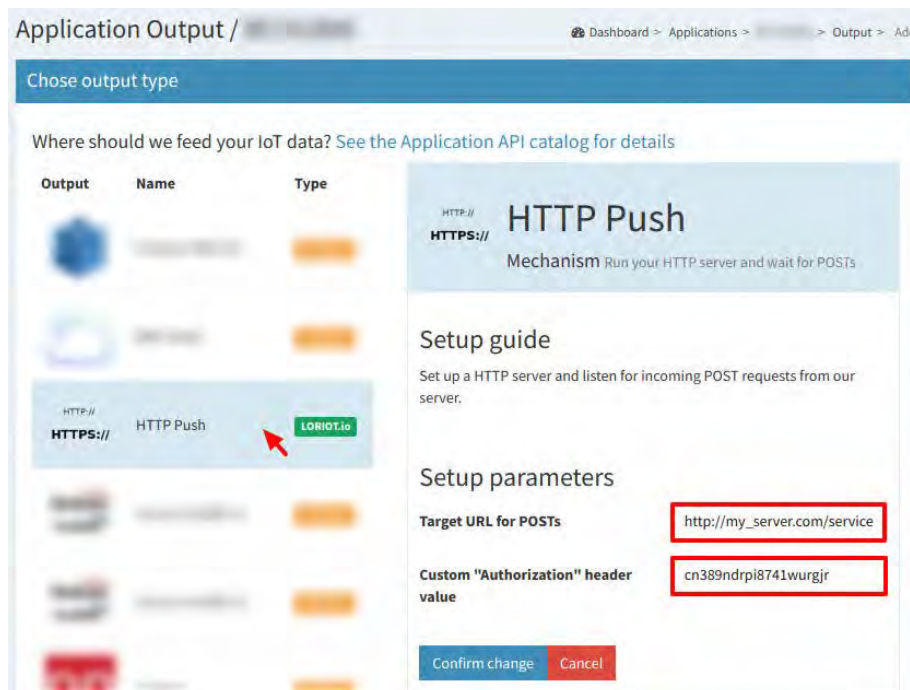 Application Output /
Dashboard > Applications > > Output > Ad
Chose output type
Where should we feed your IoT data? See the Application API catalog for details
Output Name Type
HTTP://
HTTPS://
HTTP Push
LORIOT.io
HTTP://
HTTPS://
HTTP Push
Mechanism Run your HTTP server and wait for POSTs
Setup guide
Set up a HTTP server and listen for incoming POST requests from our
server.
Setup parameters
Target URL for POSTs
http://my_server.com/service
Custom "Authorization" header
value
cn389ndrpi8741wurgjr
Confirm change Cancel